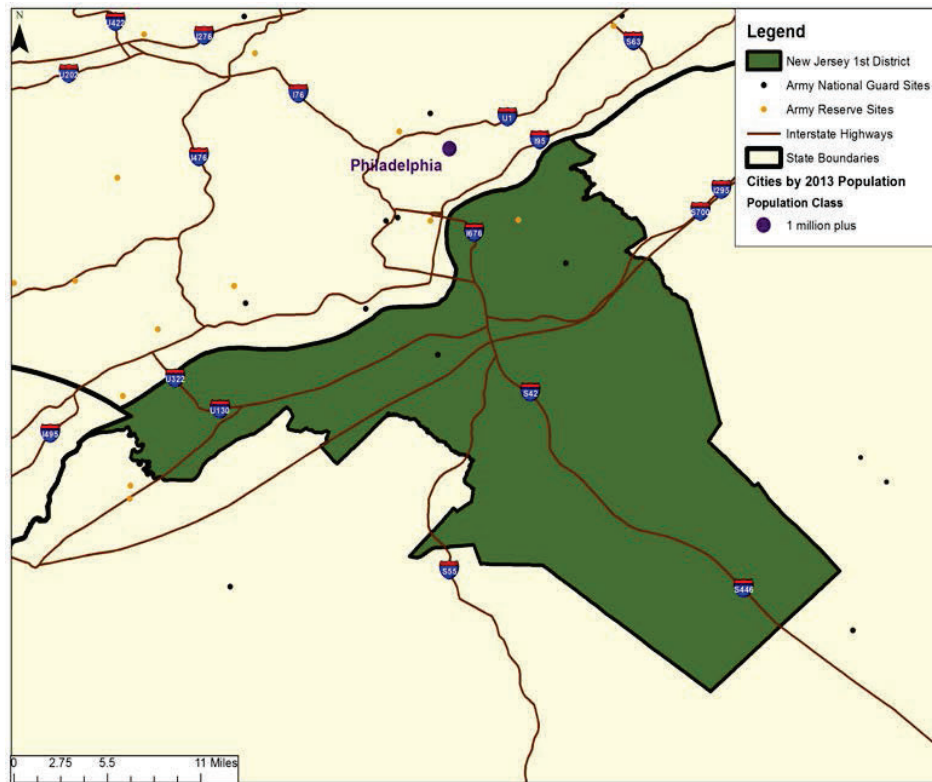 N
U422
I276
U202
I76
S63
U1
I95
I476
Philadelphia
I676
I295
S700
U322
U130
I495
S42
S55
S446
Legend
New Jersey 1st District
Army National Guard Sites
Army Reserve Sites
Interstate Highways
State Boundaries
Cities by 2013 Population
Population Class
1 million plus
0 2.75 5.5 11 Miles